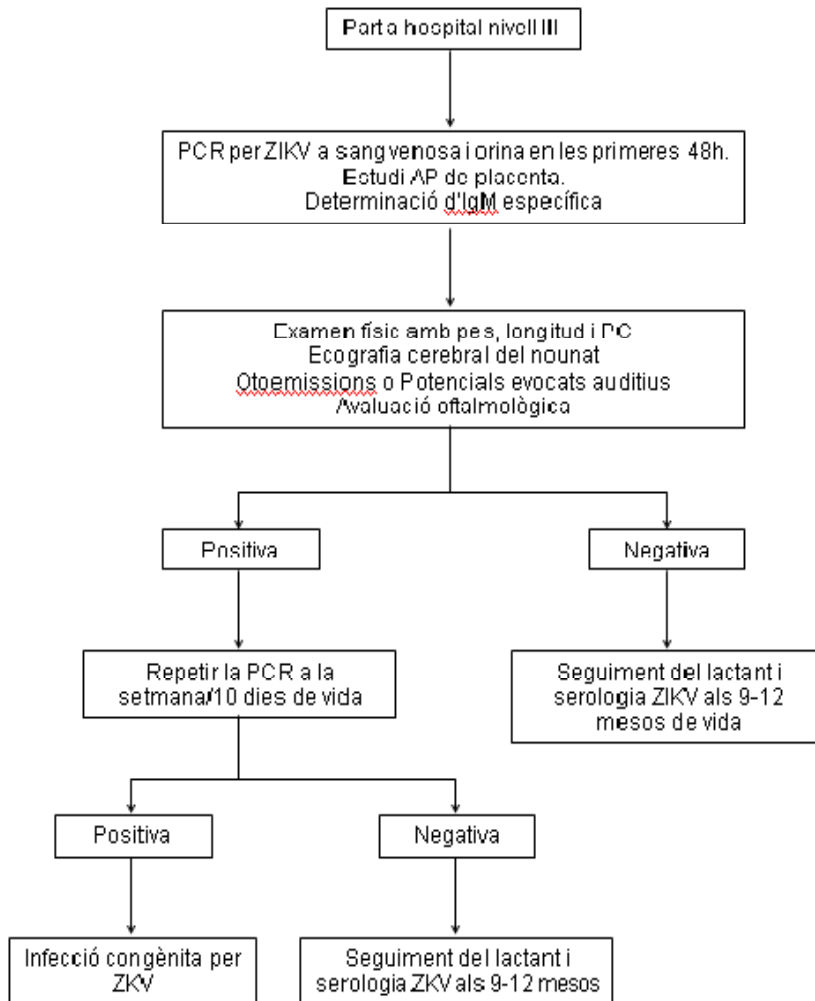 Part a hospital nivell III
PCR per ZIKV a sang venosa i orina en les primeres 48h.
Estudi AP de placenta.
Determinació d'IgM específica
Examen físic amb pes, longitud i PC
Ecografia cerebral del nounat
Otoemissions o Potencials evocats auditius
Avaluació oftalmològica
Positiva
Negativa
Repetir la PCR a la
setmana/10 dies de vida
Seguiment del lactant i
serologia ZIKV als 9-12
mesos de vida
Positiva
Negativa
Infecció congènita per
ZKV
Seguiment del lactant i
serologia ZKV als 9-12 mesos